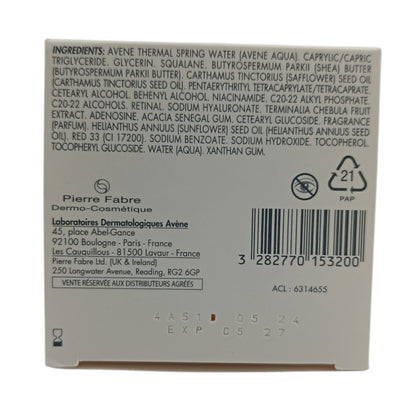 INGREDIENTS: AVENE THERMAL SPRING WATER (AVENE AQUA). CAPRYLIC/CAPRIC
TRIGLYCERIDE. GLYCERIN. SQUALANE. BUTYROSPERMUM PARKII (SHEA) BUTTER
(BUTYROSPERMUM PARKII BUTTER). CARTHAMUS TINCTORIUS (SAFFLOWER) SEED OIL
(CARTHAMUS TINCTORIUS SEED OIL). PENTAERYTHRITYL TETRACAPRYLATE/TETRACAPRATE.
CETEARYL ALCOHOL. BEHENYL ALCOHOL. NIACINAMIDE. C20-22 ALKYL PHOSPHATE.
C20-22 ALCOHOLS. RETINAL. SODIUM HYALURONATE. TERMINALIA CHEBULA FRUIT
EXTRACT. ADENOSINE. ACACIA SENEGAL GUM. CETEARYL GLUCOSIDE. FRAGRANCE
(PARFUM). HELIANTHUS ANNUUS (SUNFLOWER) SEED OIL (HELIANTHUS ANNUUS SEED
OIL). RED 33 (CI 17200). SODIUM BENZOATE. SODIUM HYDROXIDE. TOCOPHEROL.
TOCOPHERYL GLUCOSIDE. WATER (AQUA). XANTHAN GUM.
Pierre Fabre
Dermo-Cosmétique
Laboratoires Dermatologiques Avène
45, place Abel-Gance
92100 Boulogne - Paris - France
Les Cauquillous - 81500 Lavaur - France
Pierre Fabre Ltd. (UK & Ireland)
250 Longwater Avenue, Reading, RG2 6GP
VENTE RÉSERVÉE AUX DISTRIBUTEURS AGRÉÉS
21
PAP
3 282770 153200
ACL : 6314655
4A51 05 24
EXP 05 27